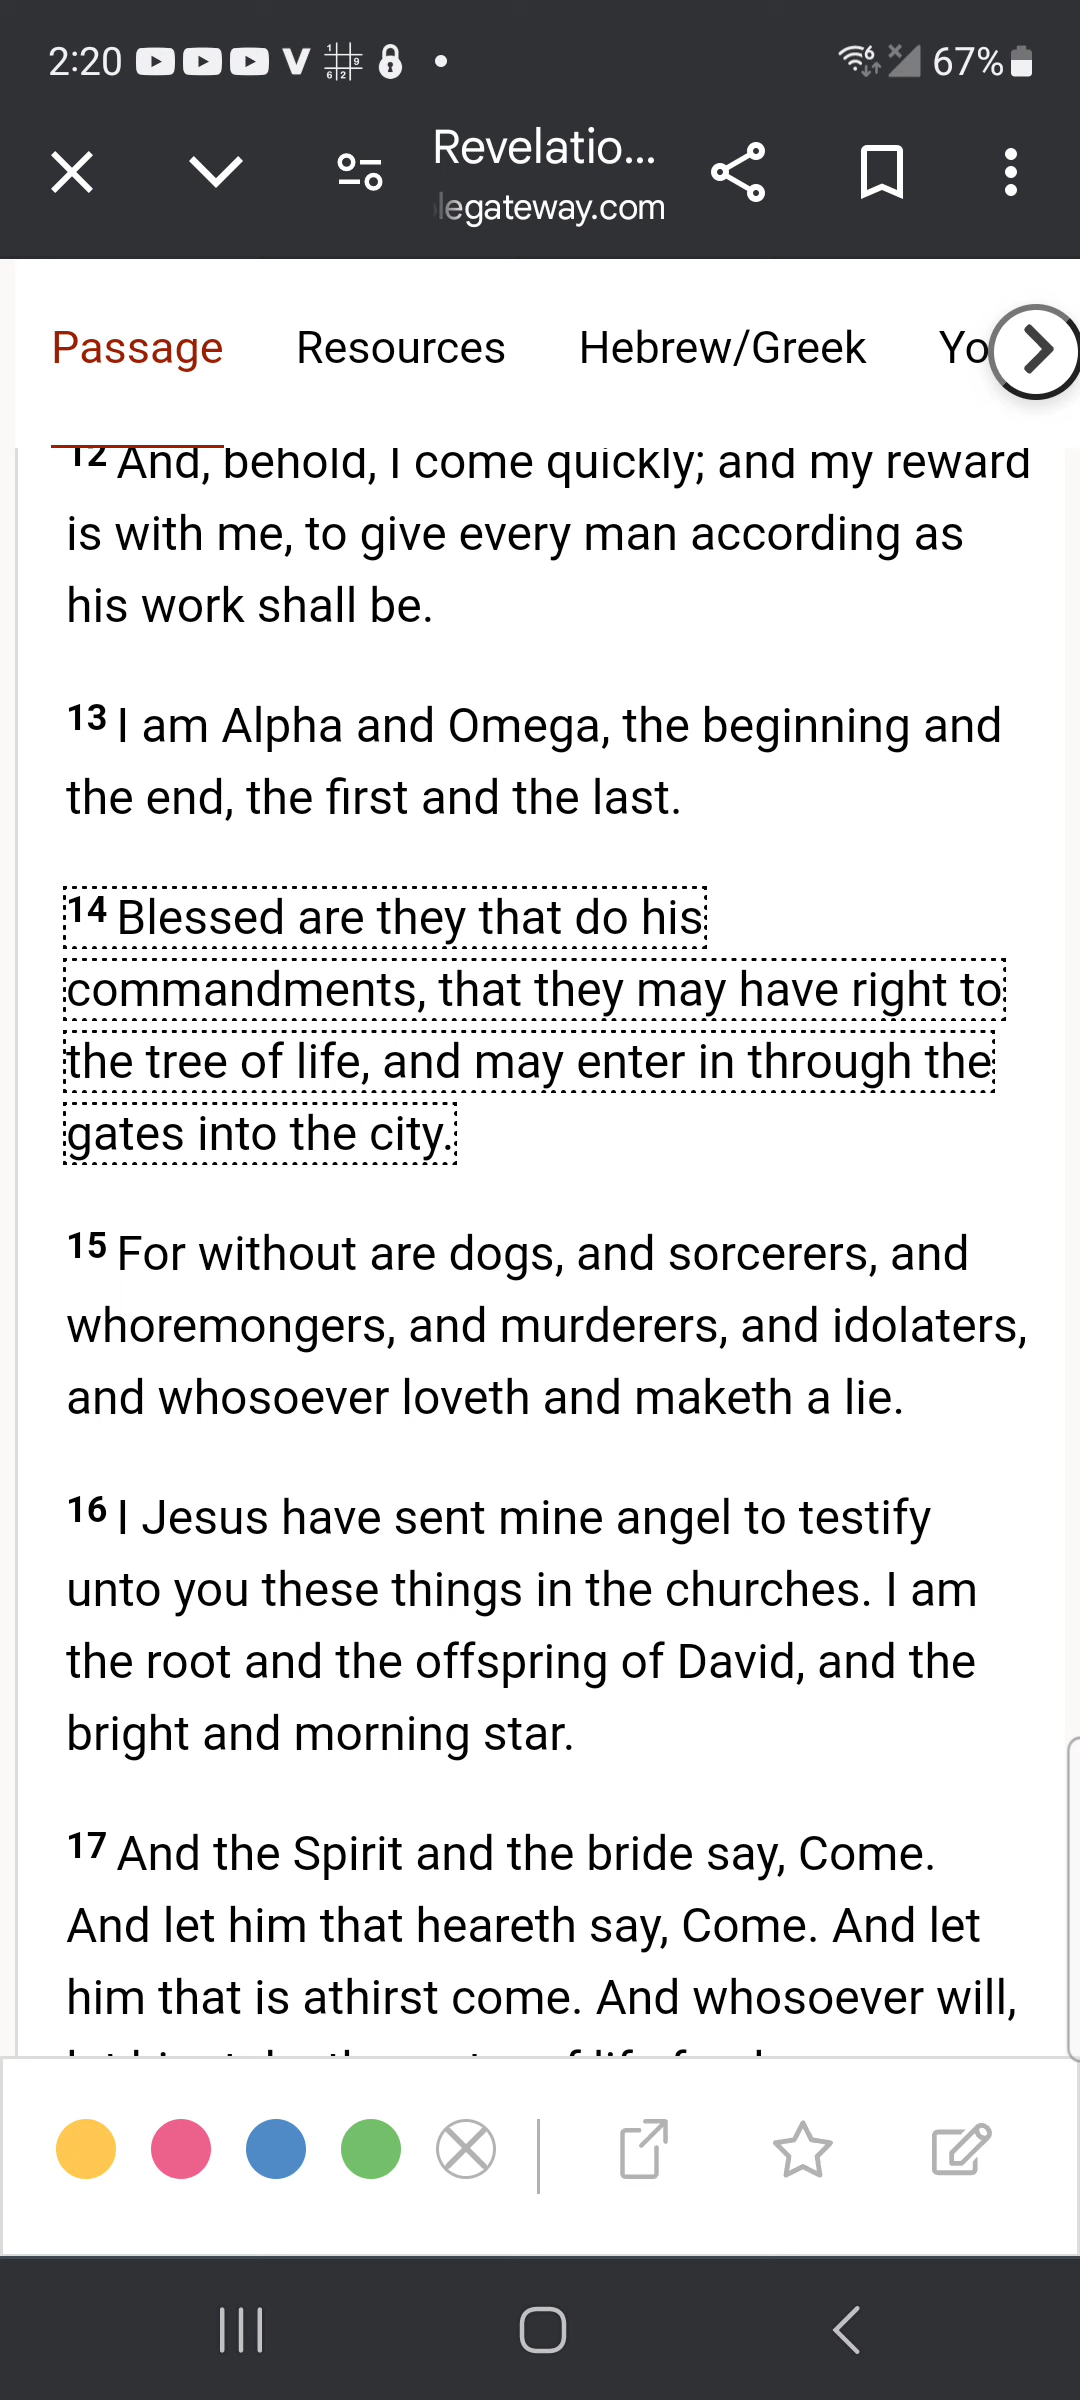 2:20 67%
Revelatio...
legateway.com
Passage Resources Hebrew/Greek Yo
12 And, behold, I come quickly; and my reward
is with me, to give every man according as
his work shall be.
13 I am Alpha and Omega, the beginning and
the end, the first and the last.
14 Blessed are they that do his
commandments, that they may have right to
the tree of life, and may enter in through the
gates into the city.
15 For without are dogs, and sorcerers, and
whoremongers, and murderers, and idolaters,
and whosoever loveth and maketh a lie.
16 I Jesus have sent mine angel to testify
unto you these things in the churches. I am
the root and the offspring of David, and the
bright and morning star.
17 And the Spirit and the bride say, Come.
And let him that heareth say, Come. And let
him that is athirst come. And whosoever will,